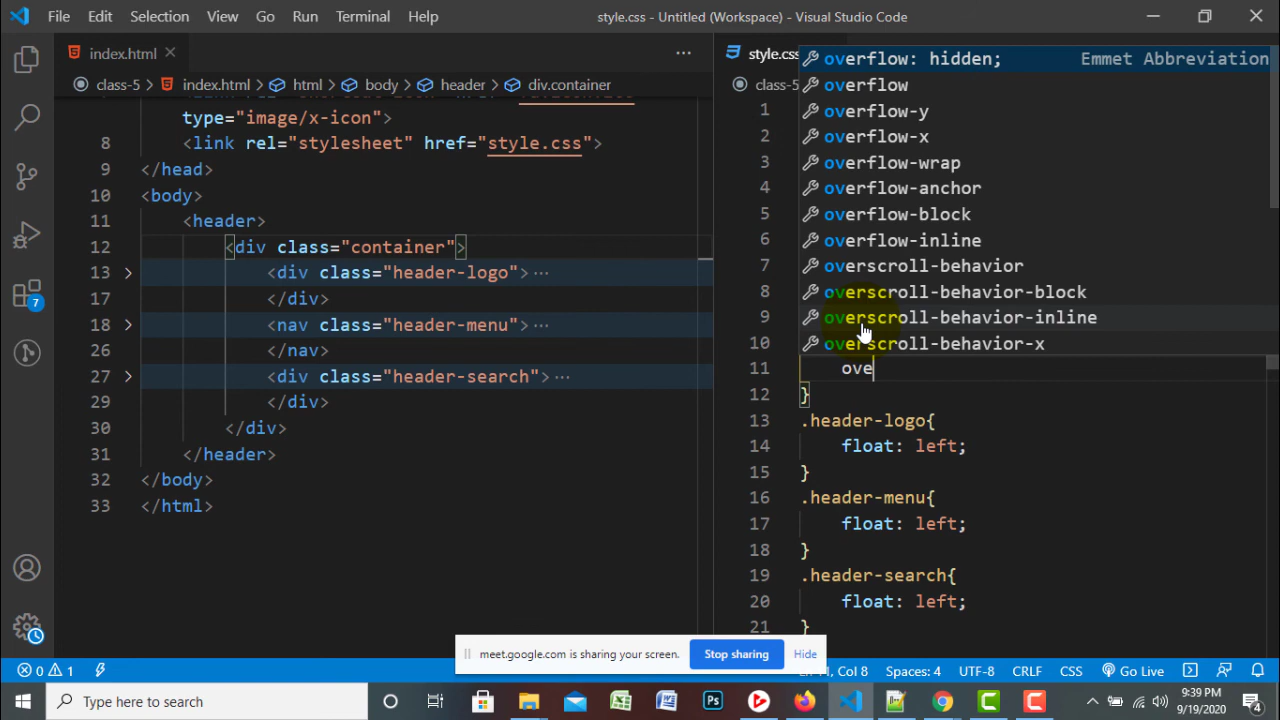 File Edit Selection View Go Run Terminal Help style.css - Untitled (Workspace) - Visual Studio Code
index.html
class-5 > index.html > html > body > header > div.container
type="image/x-icon">
8 <link rel="stylesheet" href="style.css">
9 </head>
10 <body>
11 <header>
12 <div class="container">
13 <div class="header-logo"> ···
17 </div>
18 <nav class="header-menu"> ···
26 </nav>
27 <div class="header-search"> ···
29 </div>
30 </div>
31 </header>
32 </body>
33 </html>
style.css
class-5
overflow: hidden; Emmet Abbreviation
overflow
overflow-y
overflow-x
overflow-wrap
overflow-anchor
overflow-block
overflow-inline
overscroll-behavior
overscroll-behavior-block
overscroll-behavior-inline
overscroll-behavior-x
1
2
3
4
5
6
7
8
9
10
11 ove
12 }
13 .header-logo{
14 float: left;
15 }
16 .header-menu{
17 float: left;
18 }
19 .header-search{
20 float: left;
21 }
7
meet.google.com is sharing your screen. Stop sharing Hide
0 1 Ln 11, Col 8 Spaces: 4 UTF-8 CRLF CSS Go Live
Type here to search
9:39 PM
9/19/2020
4